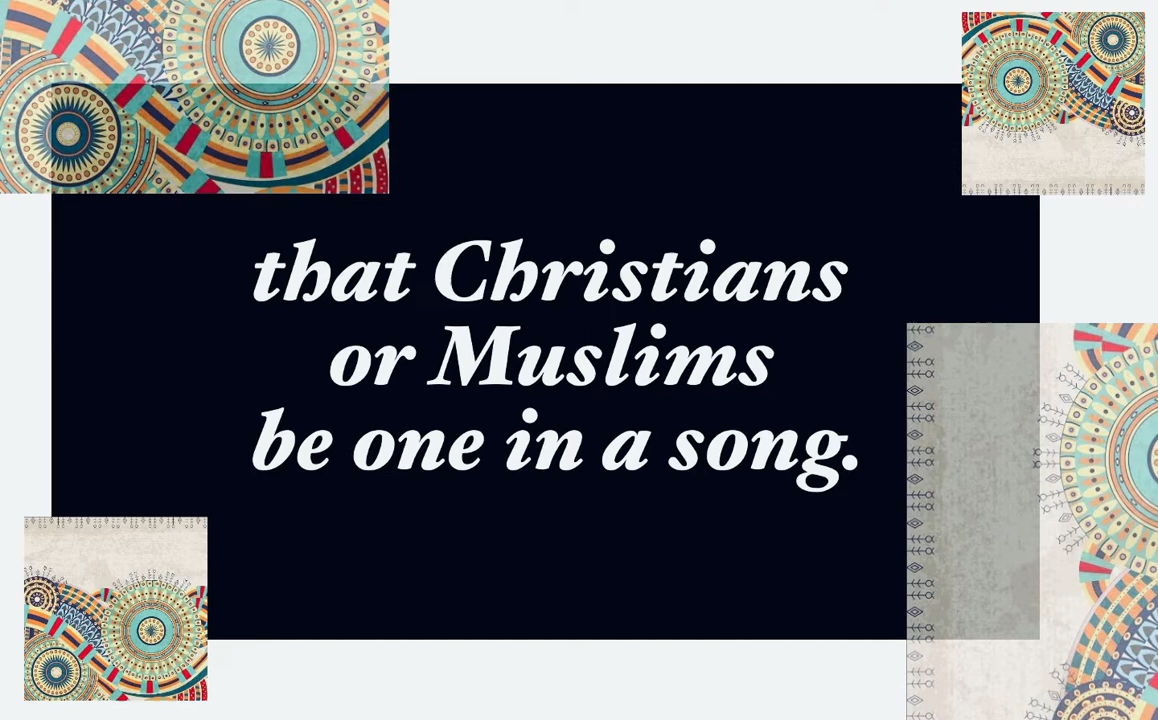 that Christians
or Muslims
be one in a song.